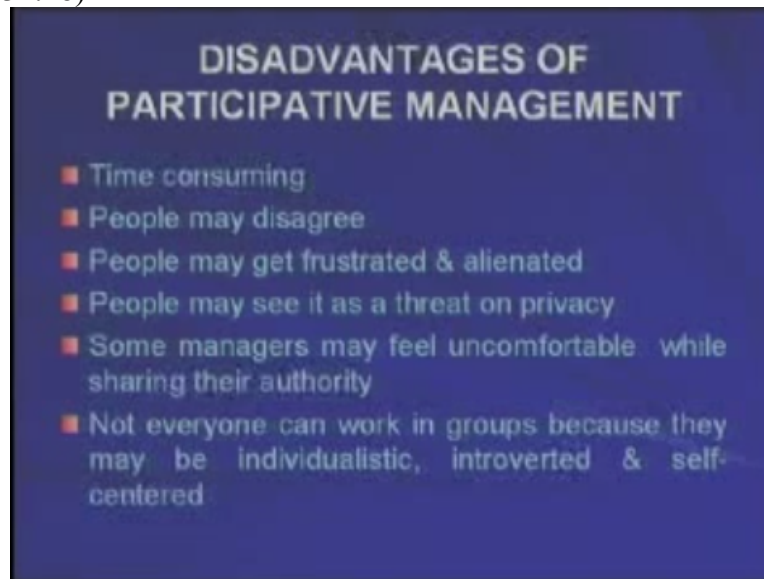 DISADVANTAGES OF
PARTICIPATIVE MANAGEMENT
Time consuming
People may disagree
People may get frustrated & alienated
People may see it as a threat on privacy
Some managers may feel uncomfortable while
sharing their authority
Not everyone can work in groups because they
may be individualistic, introverted & self-
centered